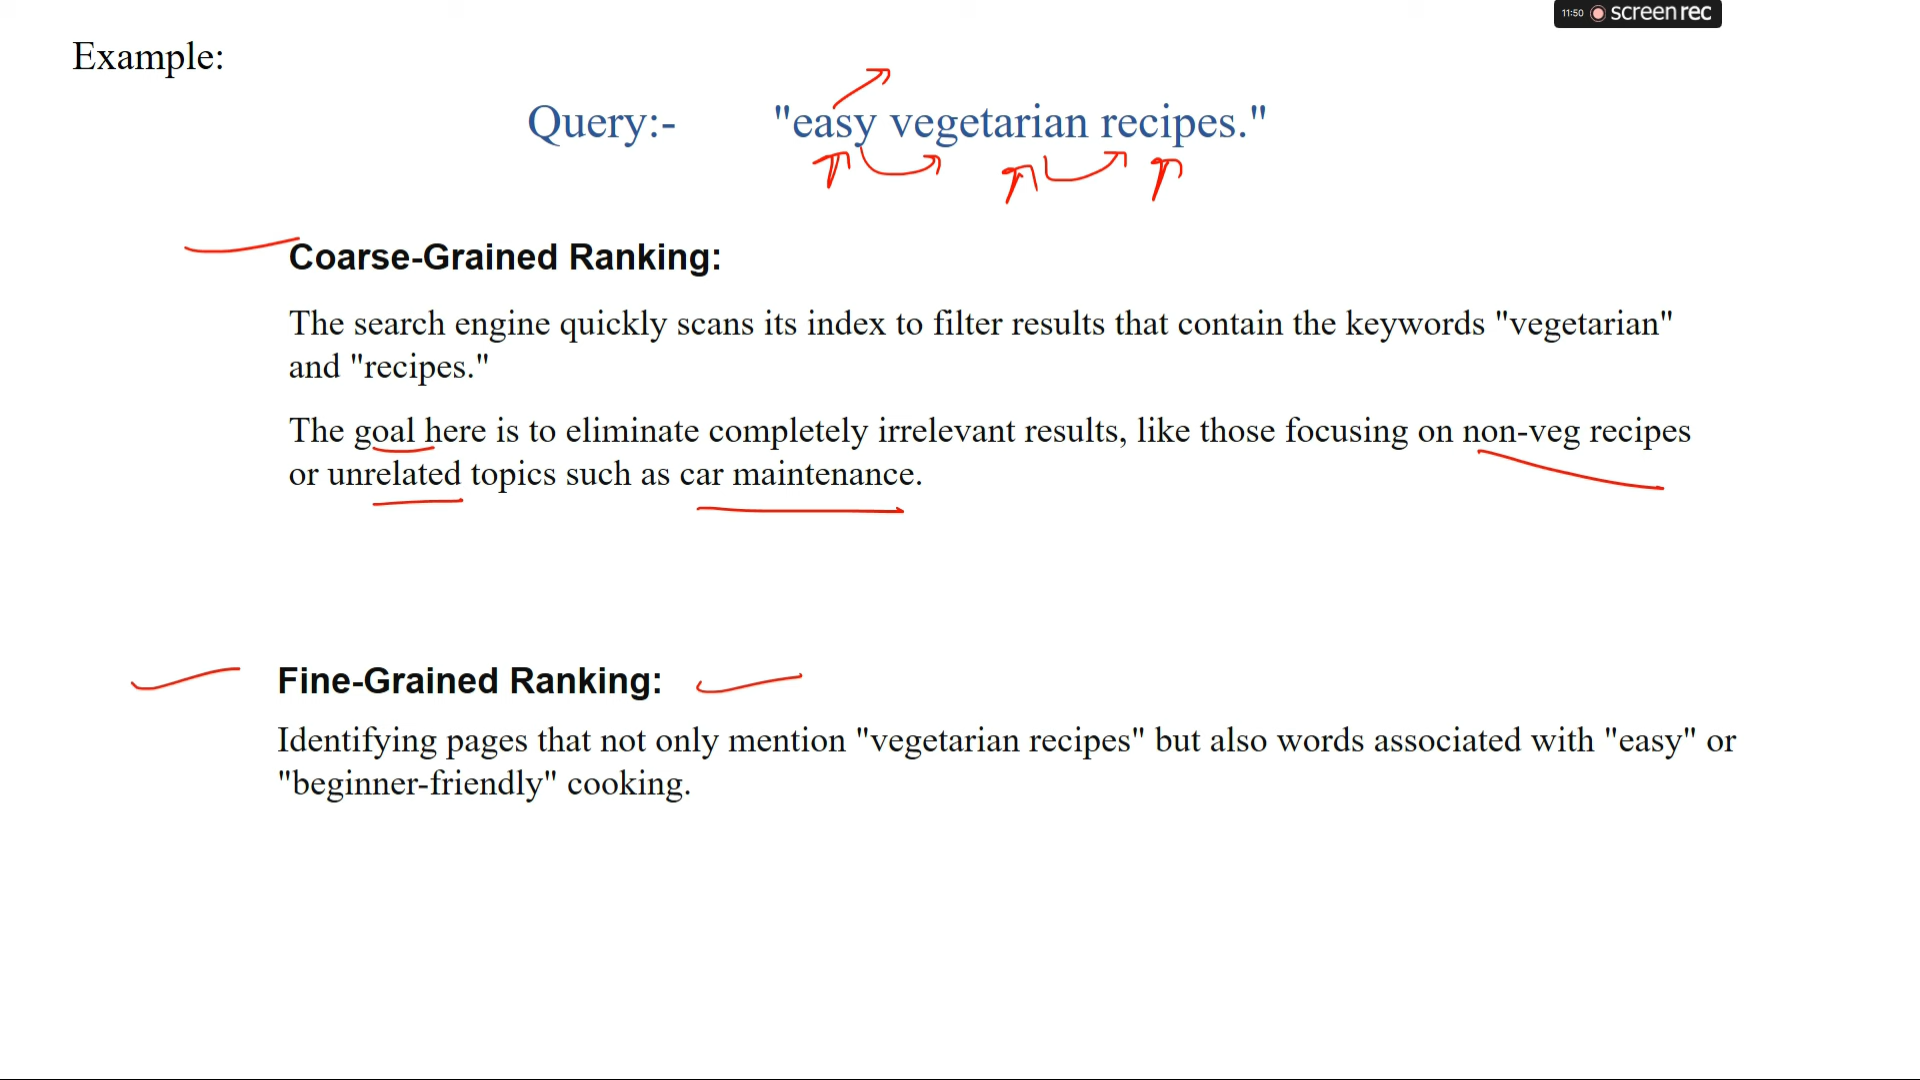 11:50 screenrec
Example:
Query:- "easy vegetarian recipes."
Coarse-Grained Ranking:
The search engine quickly scans its index to filter results that contain the keywords "vegetarian"
and "recipes."
The goal here is to eliminate completely irrelevant results, like those focusing on non-veg recipes
or unrelated topics such as car maintenance.
Fine-Grained Ranking:
Identifying pages that not only mention "vegetarian recipes" but also words associated with "easy" or
"beginner-friendly" cooking.